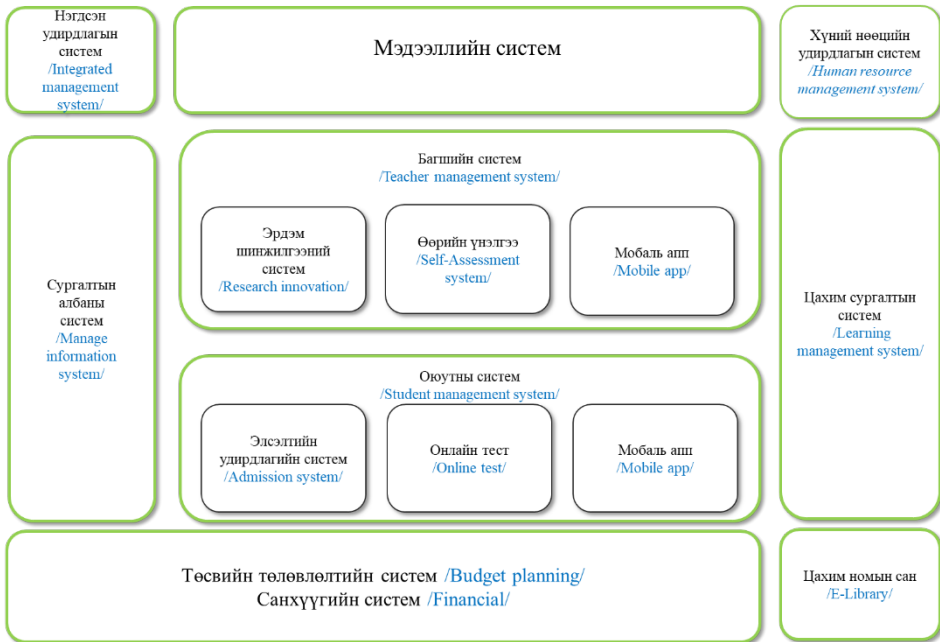 Нэгдсэн
удирдлагын
систем
/Integrated
management
system/
Мэдээллийн систем
Хүний нөөцийн
удирдлагын систем
/Human resource
management system/
Сургалтын
албаны
систем
/Manage
information
system/
Багшийн систем
/Teacher management system/
Эрдэм
шинжилгээний
систем
/Research innovation/
Өөрийн үнэлгээ
/Self-Assessment
system/
Мобаль апп
/Mobile app/
Оюутны систем
/Student management system/
Элсэлтийн
удирдлагийн систем
/Admission system/
Онлайн тест
/Online test/
Мобаль апп
/Mobile app/
Цахим сургалтын
систем
/Learning
management system/
Төсвийн төлөвлөлтийн систем /Budget planning/
Санхүүгийн систем /Financial/
Цахим номын сан
/E-Library/